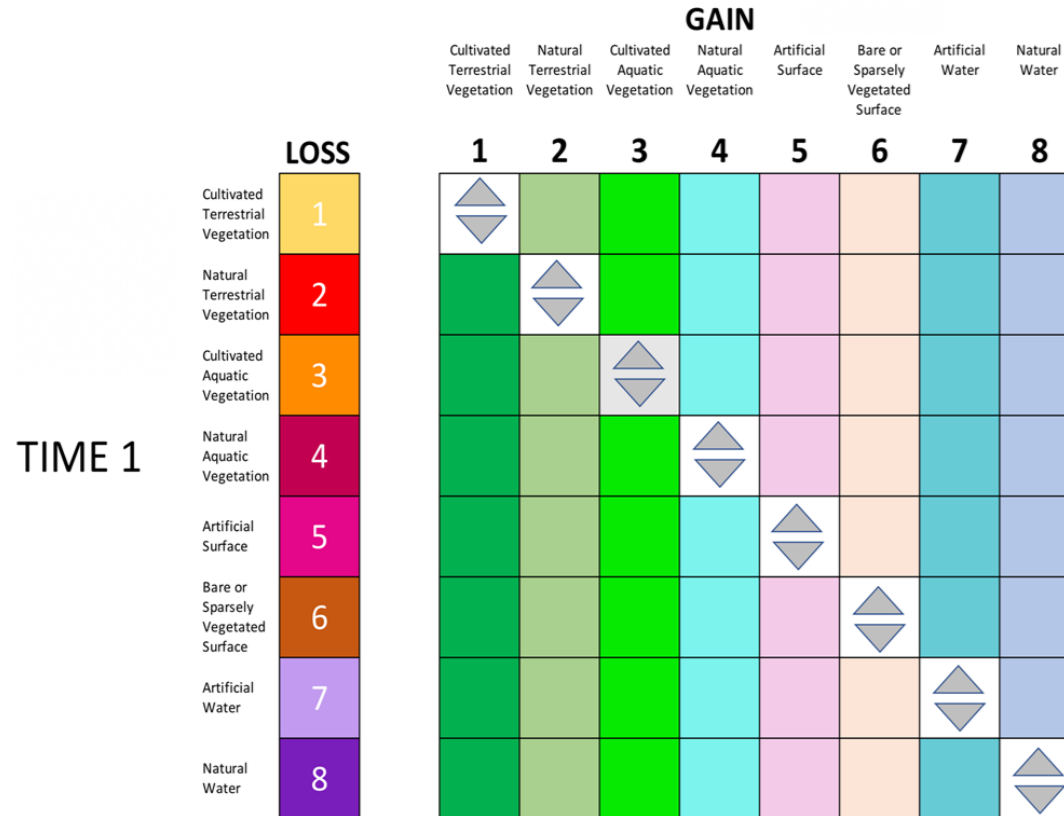 GAIN
Cultivated Terrestrial Vegetation
Natural Terrestrial Vegetation
Cultivated Aquatic Vegetation
Natural Aquatic Vegetation
Artificial Surface
Bare or Sparsely Vegetated Surface
Artificial Water
Natural Water
LOSS
1 2 3 4 5 6 7 8
Cultivated
Terrestrial
Vegetation
1
Natural
Terrestrial
Vegetation
2
Cultivated
Aquatic
Vegetation
3
TIME 1
Natural
Aquatic
Vegetation
4
Artificial
Surface
5
Bare or
Sparsely
Vegetated
Surface
6
Artificial
Water
7
Natural
Water
8